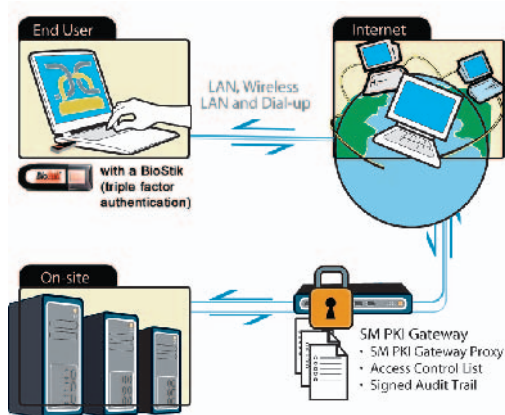 End User
Internet
LAN, Wireless
LAN and Dial-up
BioStik
with a BioStik
(triple factor
authentication)
On-site
SM PKI Gateway
• SM PKI Gateway Proxy
• Access Control List
• Signed Audit Trail